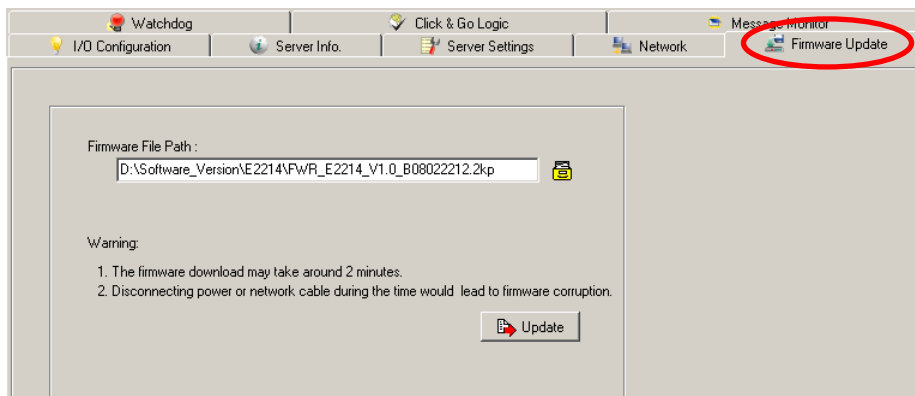 Watchdog
Click & Go Logic
Message Monitor
I/O Configuration
Server Info.
Server Settings
Network
Firmware Update
Firmware File Path :
D:\Software_Version\E2214\FWR_E2214_V1.0_B08022212.2kp
Warning:
1. The firmware download may take around 2 minutes.
2. Disconnecting power or network cable during the time would lead to firmware corruption.
Update